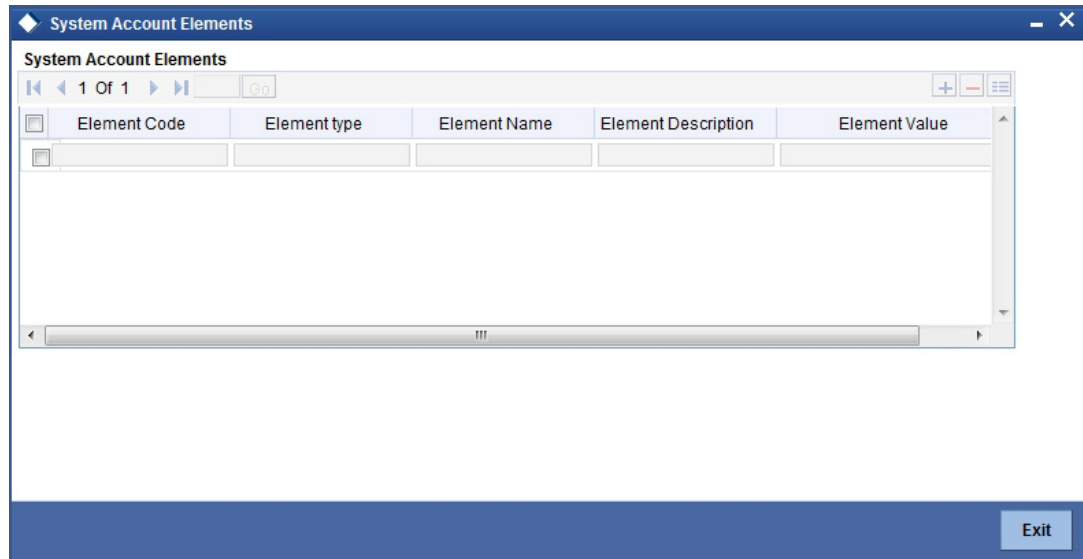 System Account Elements
System Account Elements
1 Of 1 Go
Element Code Element type Element Name Element Description Element Value
Exit